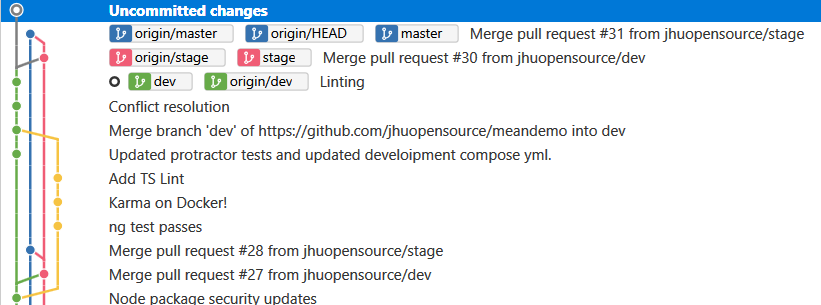 Uncommitted changes
origin/master origin/HEAD master Merge pull request #31 from jhuopensource/stage
origin/stage stage Merge pull request #30 from jhuopensource/dev
dev origin/dev Linting
Conflict resolution
Merge branch 'dev' of https://github.com/jhuopensource/meandemo into dev
Updated protractor tests and updated develoipment compose yml.
Add TS Lint
Karma on Docker!
ng test passes
Merge pull request #28 from jhuopensource/stage
Merge pull request #27 from jhuopensource/dev
Node package security updates